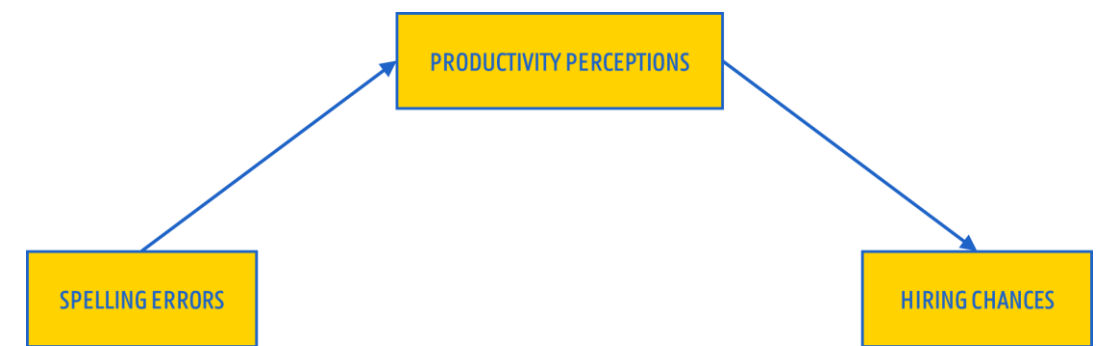 PRODUCTIVITY PERCEPTIONS
SPELLING ERRORS
HIRING CHANCES